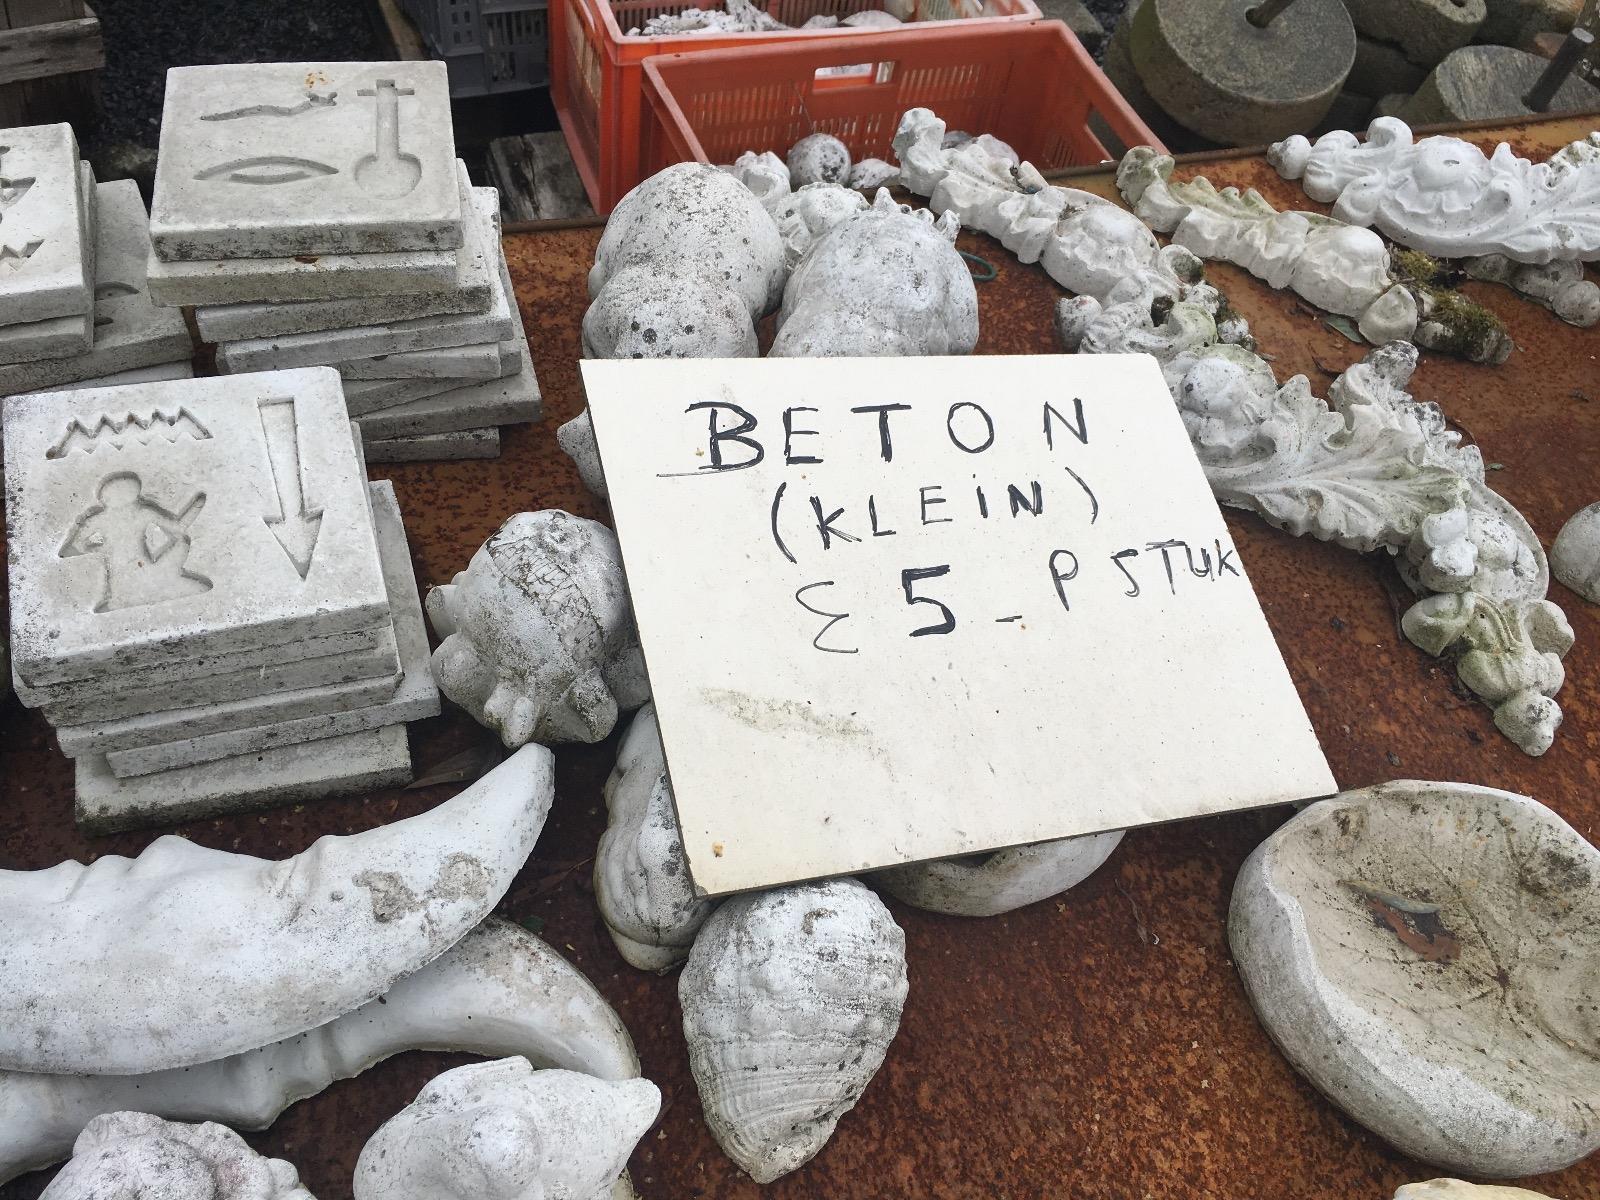 BETON
(KLEiN)
€ 5- P STUK